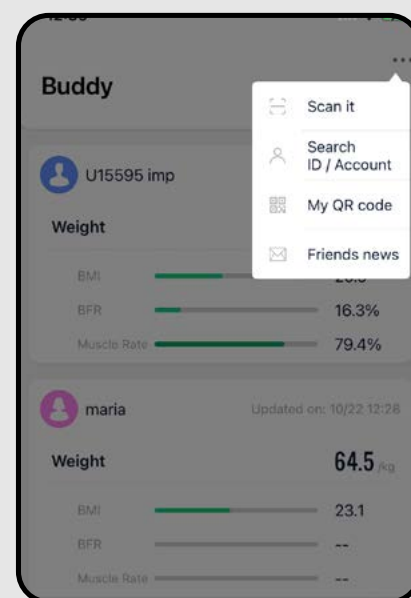 Buddy
Scan it
Search
ID / Account
My QR code
Friends news
U15595 imp
Weight
BMI
BFR
16.3%
Muscle Rate
79.4%
maria
Updated on: 10/22 12:28
Weight
64.5 /kg
BMI
23.1
BFR
--
Muscle Rate
--